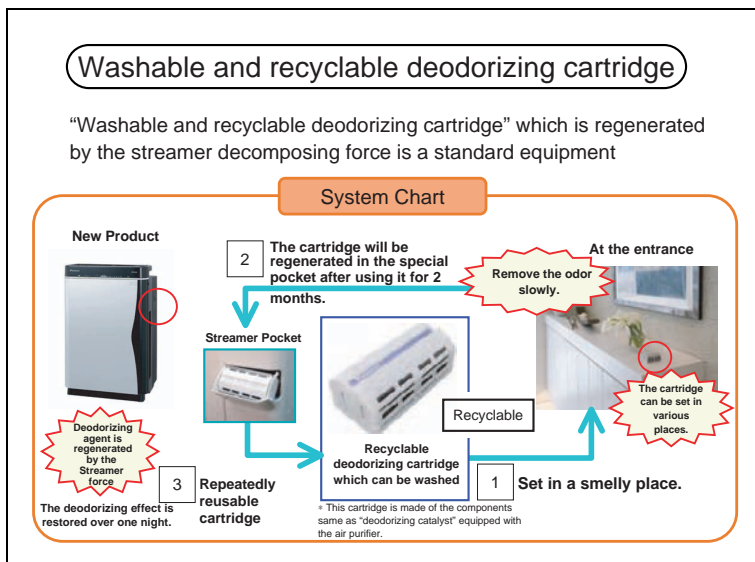 Washable and recyclable deodorizing cartridge
“Washable and recyclable deodorizing cartridge” which is regenerated
by the streamer decomposing force is a standard equipment
System Chart
New Product
2
The cartridge will be
regenerated in the special
pocket after using it for 2
months.
Remove the odor
slowly.
At the entrance
Streamer Pocket
The cartridge
can be set in
various
places.
Recyclable
Deodorizing
agent is
regenerated
by the
Streamer
force
The deodorizing effect is
restored over one night.
3
Repeatedly
reusable
cartridge
Recyclable
deodorizing cartridge
which can be washed
1
Set in a smelly place.
* This cartridge is made of the components
same as “deodorizing catalyst” equipped with
the air purifier.